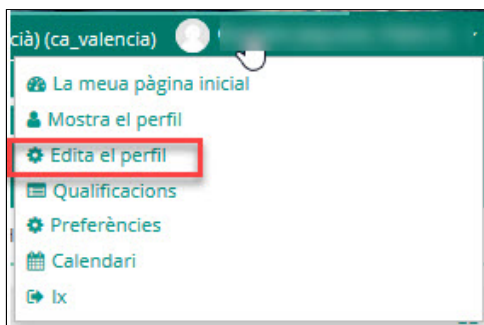 cià) (ca_valencia)
La meua pàgina inicial
Mostra el perfil
Edita el perfil
Qualificacions
Preferències
Calendari
Ix